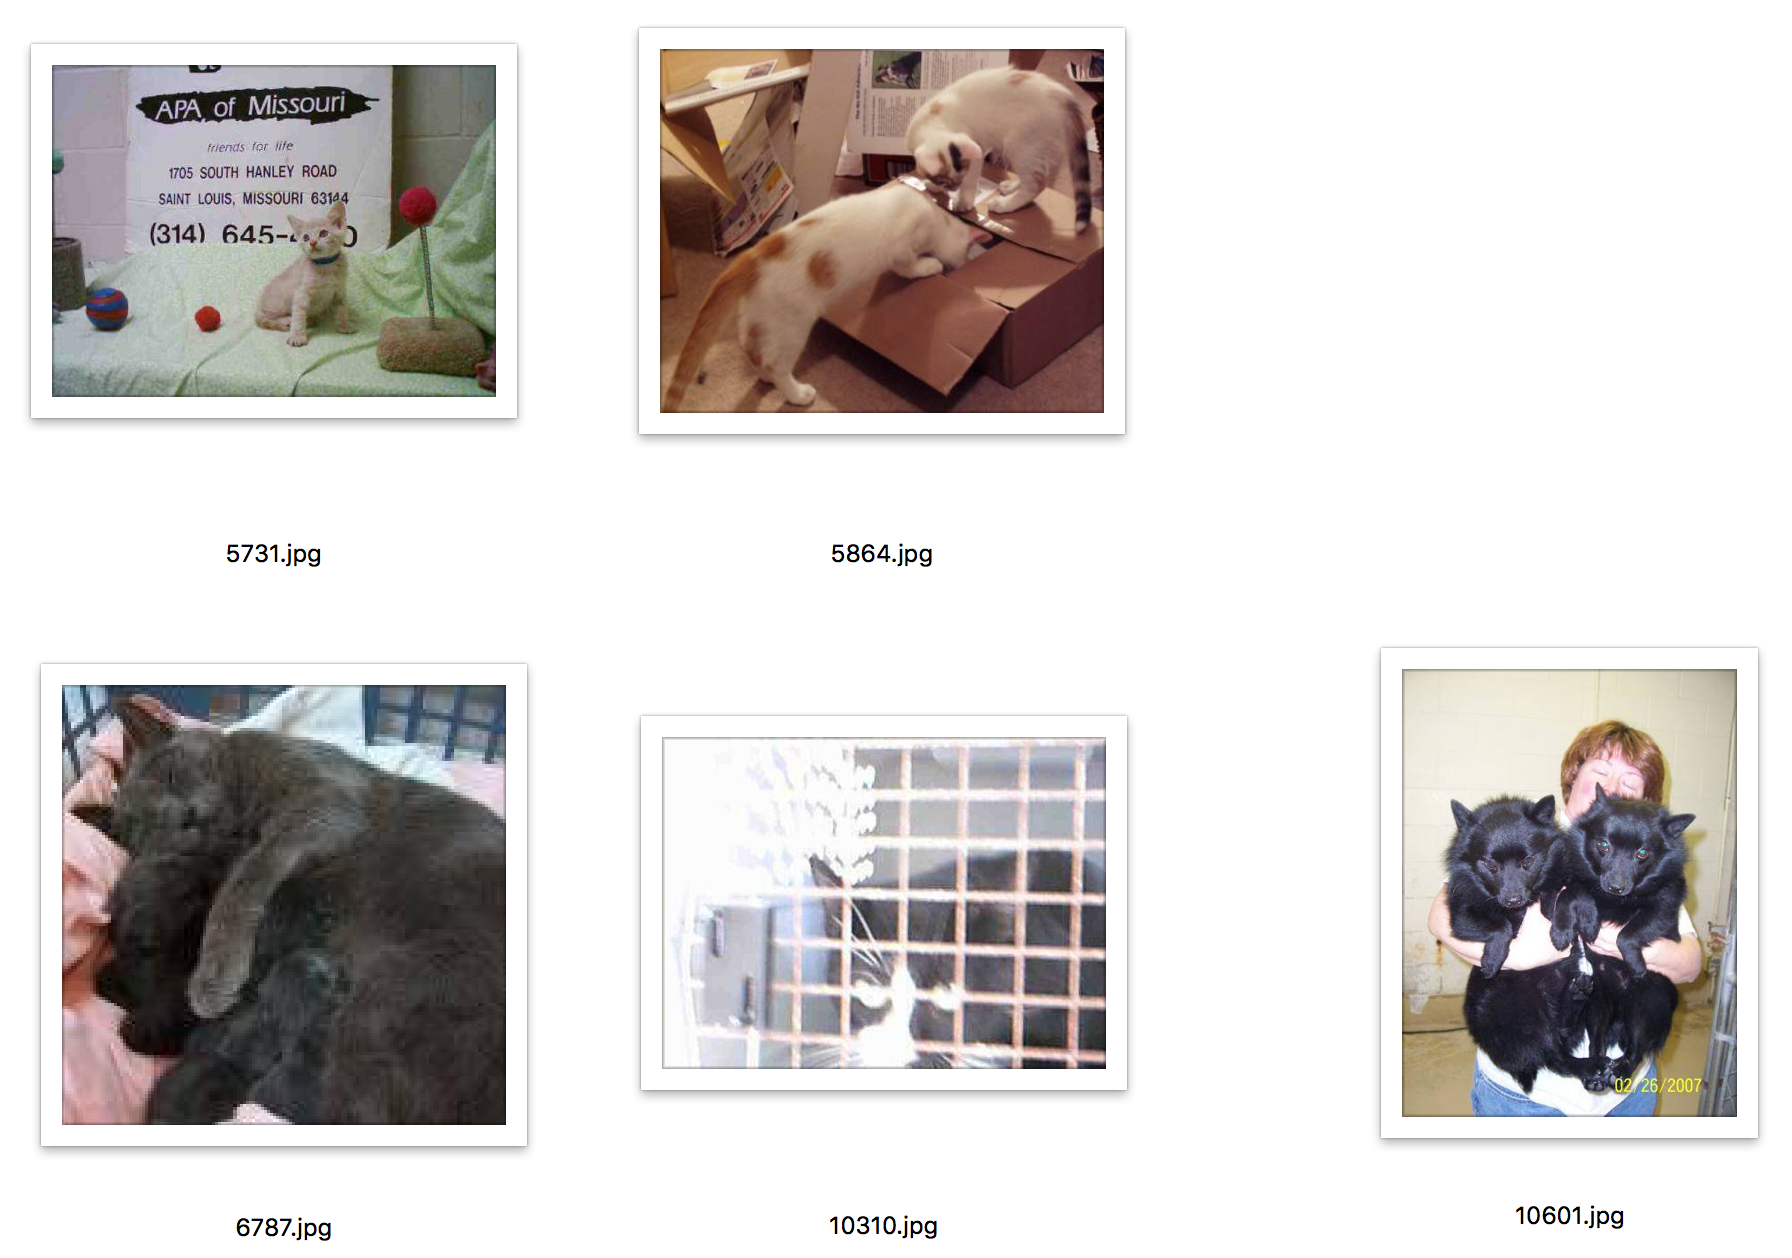 APA of Missouri
friends for life
1705 SOUTH HANLEY ROAD
SAINT LOUIS, MISSOURI 63144
(314) 645-
5731.jpg
5864.jpg
02/26/2007
6787.jpg
10310.jpg
10601.jpg